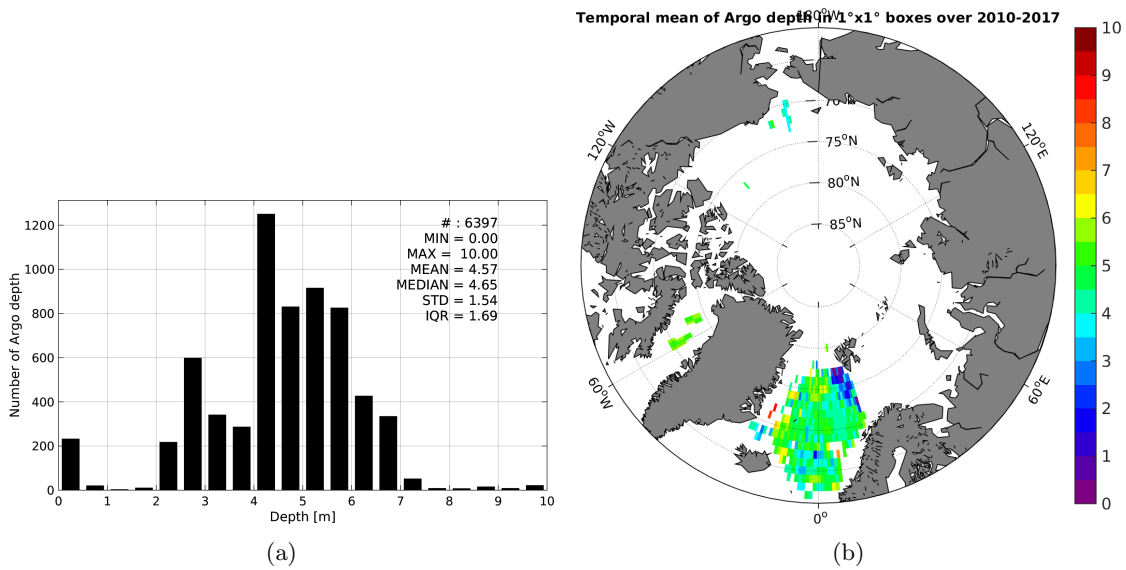 Temporal mean of Argo depth in 1°x1° boxes over 2010-2017
180°W
120°W
120°E
60°W
60°E
0°
70°N
75°N
80°N
85°N
10
9
8
7
6
5
4
3
2
1
0
Number of Argo depth
1200
1000
800
600
400
200
0
# : 6397
MIN = 0.00
MAX = 10.00
MEAN = 4.57
MEDIAN = 4.65
STD = 1.54
IQR = 1.69
0 1 2 3 4 5 6 7 8 9 10
Depth [m]
(a)
(b)